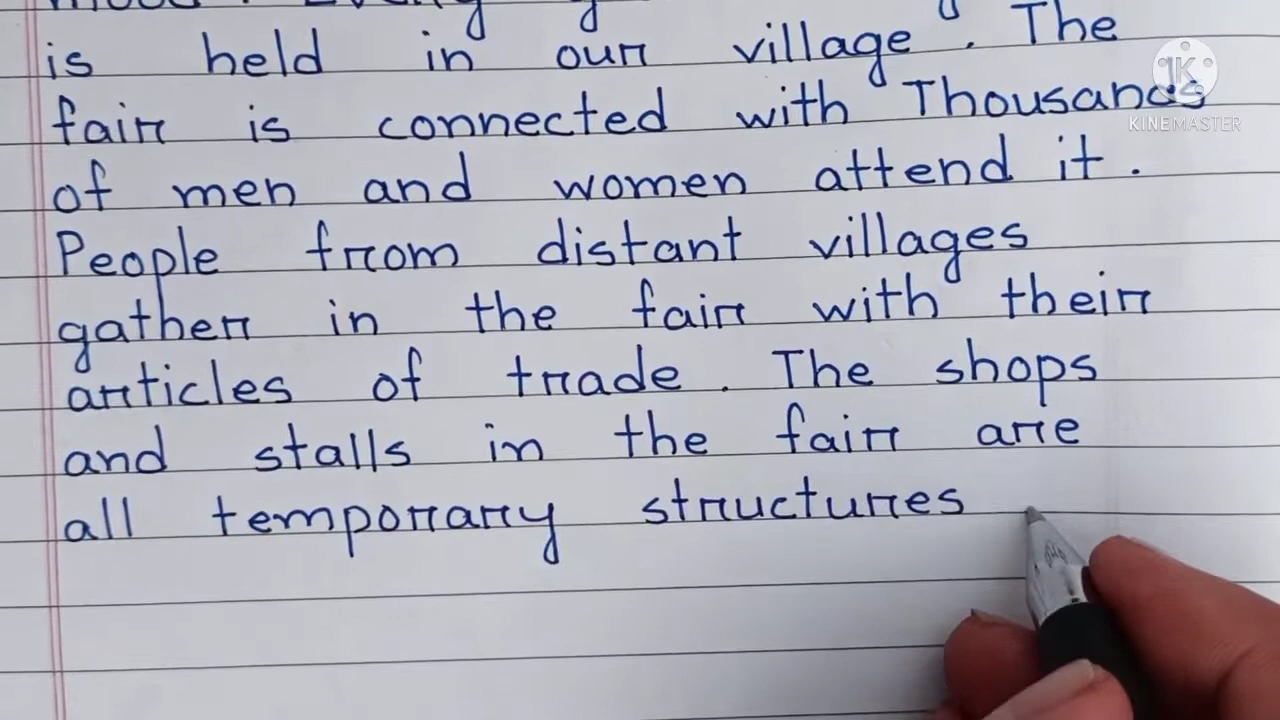 is held in our village. The
fair is connected with Thousands
of men and women attend it.
People from distant villages
gather in the fair with their
articles of trade. The shops
and stalls in the fair are
all temporary structures
KINEMASTER